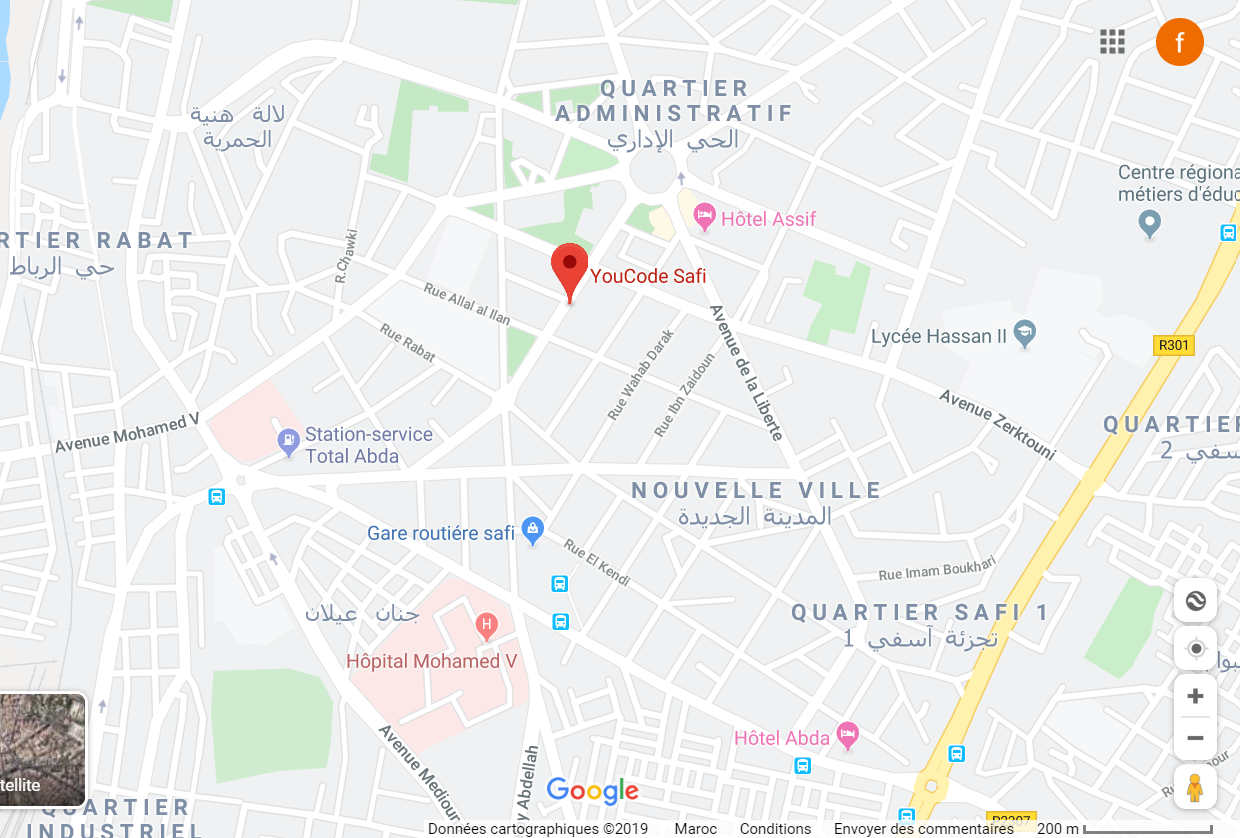 f
QUARTIER
ADMINISTRATIF
الحي الإداري
لالة هنية
الحمرية
Centre régiona
métiers d'éduc
Hôtel Assif
RTIER RABAT
حي الرباط
R.Chawki
YouCode Safi
Rue Allal al Ilan
Rue Rabat
Rue Wahab Darak
Rue Ibn Zaidoun
Avenue de la Liberte
Lycée Hassan II
R301
Avenue Zerktouni
Avenue Mohamed V
Station-service
Total Abda
QUARTIER
آسفي 2
NOUVELLE VILLE
المدينة الجديدة
Gare routiére safi
Rue El Kendi
Rue Imam Boukhari
جنان عيلان
QUARTIER SAFI 1
تجزئة آسفي 1
H
Hôpital Mohamed V
Hôtel Abda
Avenue Mediour
y Abdellah
tellite
QUARTIER
INDUSTRIEL
Google
Données cartographiques ©2019 Maroc Conditions Envoyer des commentaires 200 m